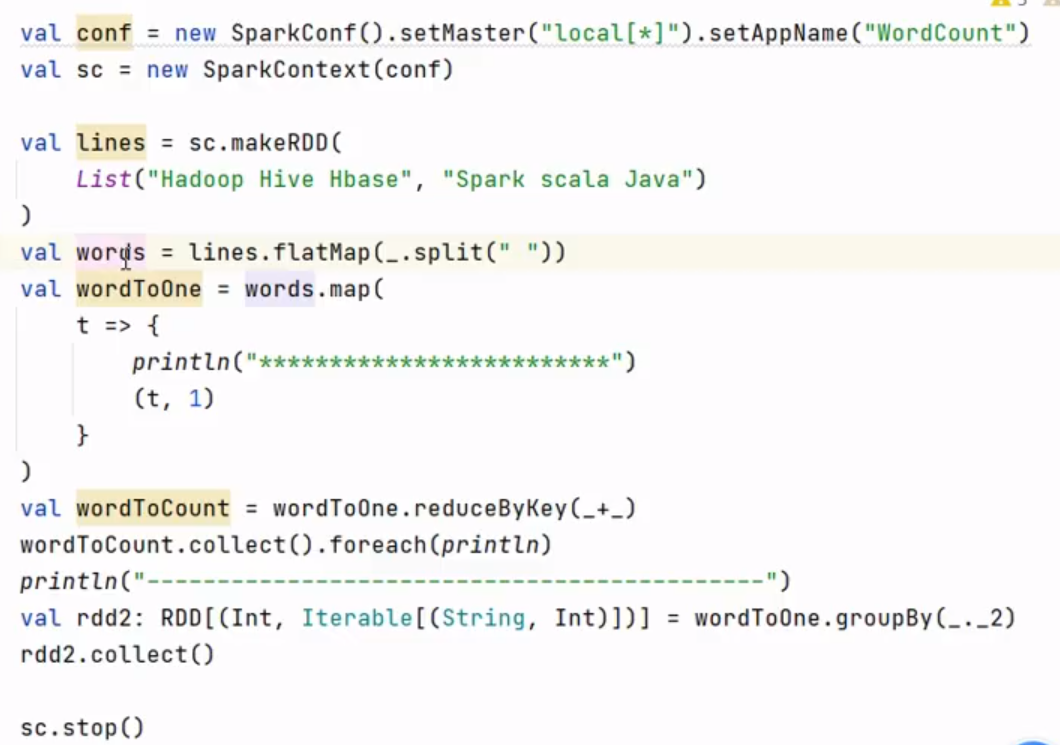 val conf = new SparkConf().setMaster("local[*]").setAppName("WordCount")
val sc = new SparkContext(conf)
val lines = sc.makeRDD(
List("Hadoop Hive Hbase", "Spark scala Java")
)
val words = lines.flatMap(_.split(" "))
val wordToOne = words.map(
t => {
println("*************************")
(t, 1)
}
)
val wordToCount = wordToOne.reduceByKey(_+_)
wordToCount.collect().foreach(println)
println("--------------------------------------------")
val rdd2: RDD[(Int, Iterable[(String, Int)])] = wordToOne.groupBy(_._2)
rdd2.collect()
sc.stop()